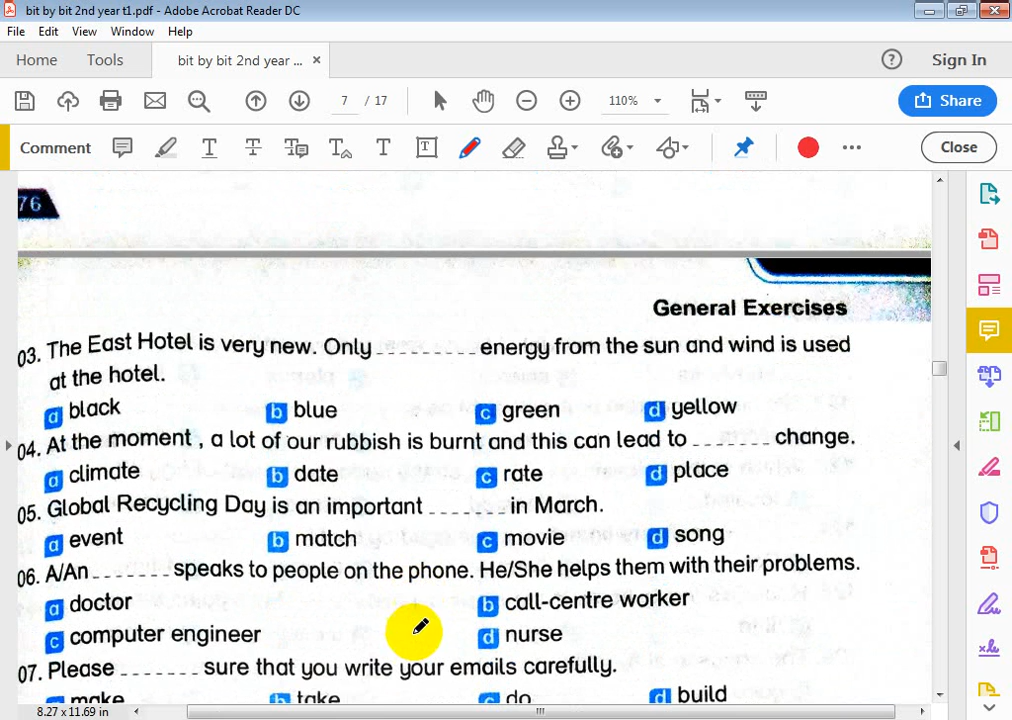 bit by bit 2nd year t1.pdf - Adobe Acrobat Reader DC
File Edit View Window Help
Home Tools bit by bit 2nd year ... × Sign In
7 / 17 110% Share
Comment Close
76
General Exercises
03. The East Hotel is very new. Only _ _ _ _ _ _ _ _ energy from the sun and wind is used
at the hotel.
a black b blue c green d yellow
04. At the moment , a lot of our rubbish is burnt and this can lead to _ _ _ _ _ _ change.
a climate b date c rate d place
05. Global Recycling Day is an important _ _ _ _ _ _ in March.
a event b match c movie d song
06. A/An _ _ _ _ _ _ speaks to people on the phone. He/She helps them with their problems.
a doctor b call-centre worker
c computer engineer d nurse
07. Please _ _ _ _ _ _ sure that you write your emails carefully.
a make b take c do d build
8.27 x 11.69 in